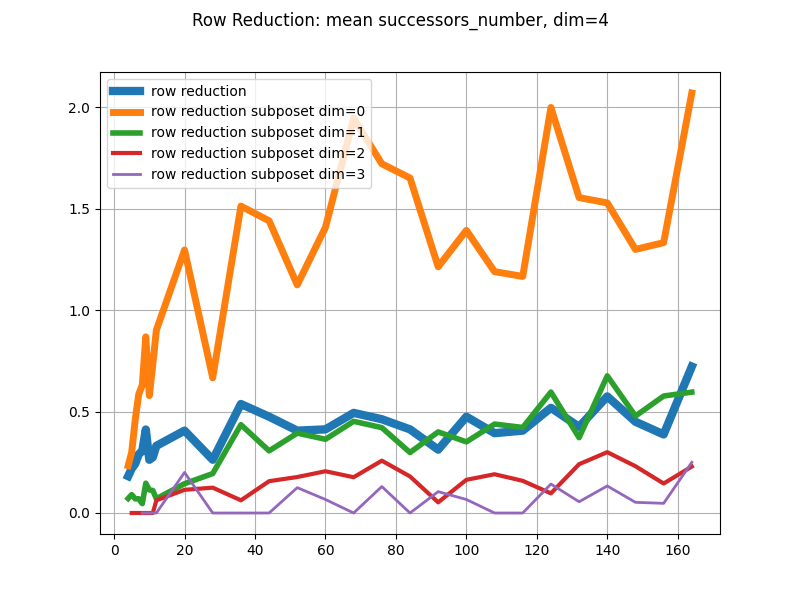 Row Reduction: mean successors_number, dim=4
row reduction
row reduction subposet dim=0
row reduction subposet dim=1
row reduction subposet dim=2
row reduction subposet dim=3
2.0
1.5
1.0
0.5
0.0
0 20 40 60 80 100 120 140 160